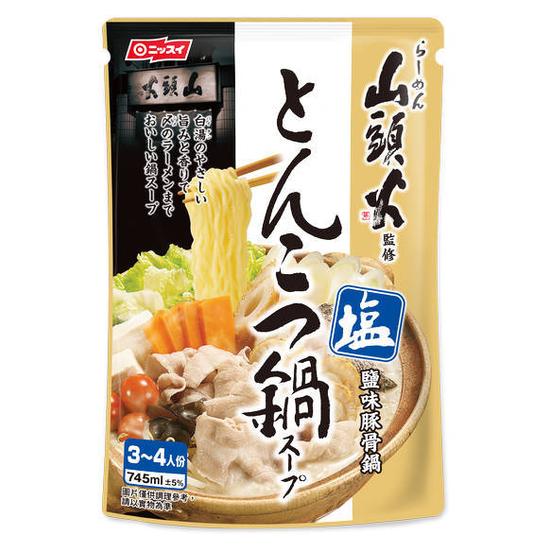 ニッスイ
火頭山
らーめん
山頭火
監修
白湯のやさしい
旨みと香りで
〆のラーメンまで
おいしい鍋スープ
とんこつ鍋スープ
塩
鹽味豚骨鍋
3~4人份
745ml ±5%
圖片僅供調理參考,
請以實物為準